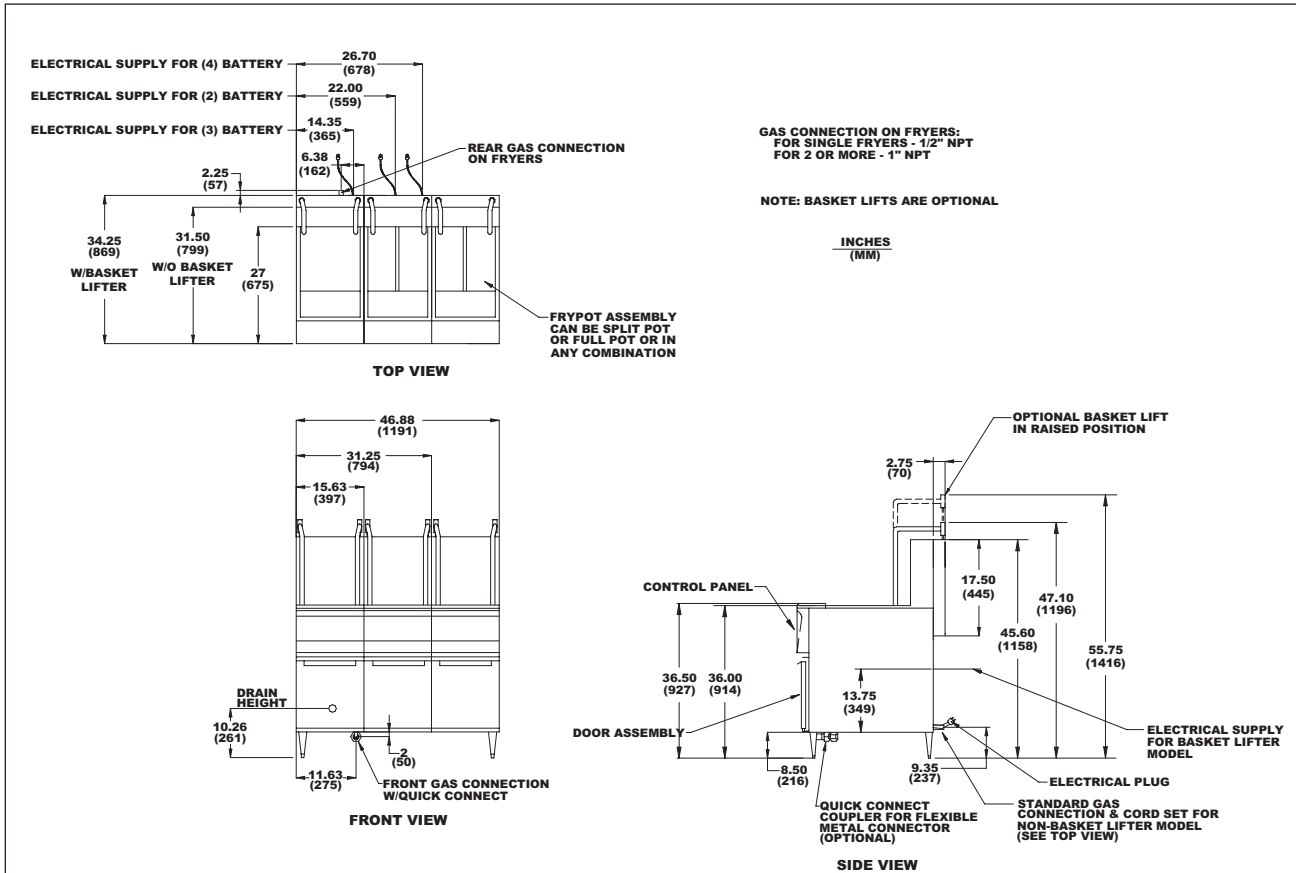 ELECTRICAL SUPPLY FOR (4) BATTERY
26.70
(678)
ELECTRICAL SUPPLY FOR (2) BATTERY
22.00
(559)
ELECTRICAL SUPPLY FOR (3) BATTERY
14.35
(365)
6.38
(162)
REAR GAS CONNECTION
ON FRYERS
2.25
(57)
34.25
(869)
W/BASKET
LIFTER
31.50
(799)
W/O BASKET
LIFTER
27
(675)
FRYPOT ASSEMBLY
CAN BE SPLIT POT
OR FULL POT OR IN
ANY COMBINATION
TOP VIEW
GAS CONNECTION ON FRYERS:
FOR SINGLE FRYERS - 1/2" NPT
FOR 2 OR MORE - 1" NPT
NOTE: BASKET LIFTS ARE OPTIONAL
INCHES
(MM)
46.88
(1191)
31.25
(794)
15.63
(397)
DRAIN
HEIGHT
10.26
(261)
2
(50)
11.63
(275)
FRONT GAS CONNECTION
W/QUICK CONNECT
FRONT VIEW
OPTIONAL BASKET LIFT
IN RAISED POSITION
2.75
(70)
CONTROL PANEL
17.50
(445)
47.10
(1196)
45.60
(1158)
55.75
(1416)
36.50
(927)
36.00
(914)
13.75
(349)
DOOR ASSEMBLY
8.50
(216)
9.35
(237)
ELECTRICAL SUPPLY
FOR BASKET LIFTER
MODEL
ELECTRICAL PLUG
QUICK CONNECT
COUPLER FOR FLEXIBLE
METAL CONNECTOR
(OPTIONAL)
STANDARD GAS
CONNECTION & CORD SET FOR
NON-BASKET LIFTER MODEL
(SEE TOP VIEW)
SIDE VIEW